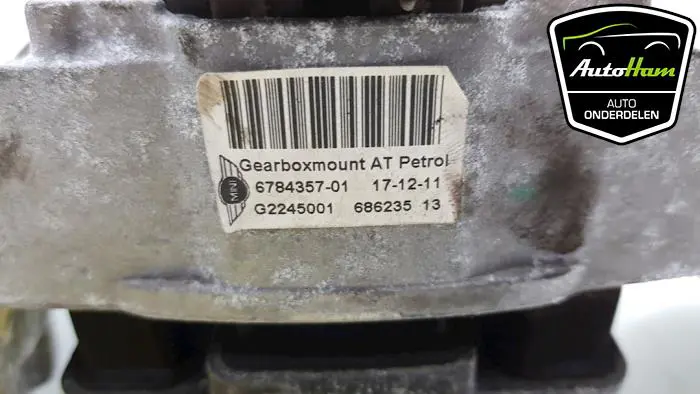 AutoHam
AUTO
ONDERDELEN
Gearboxmount AT Petrol
MINI
6784357-01 17-12-11
G2245001 686235 13